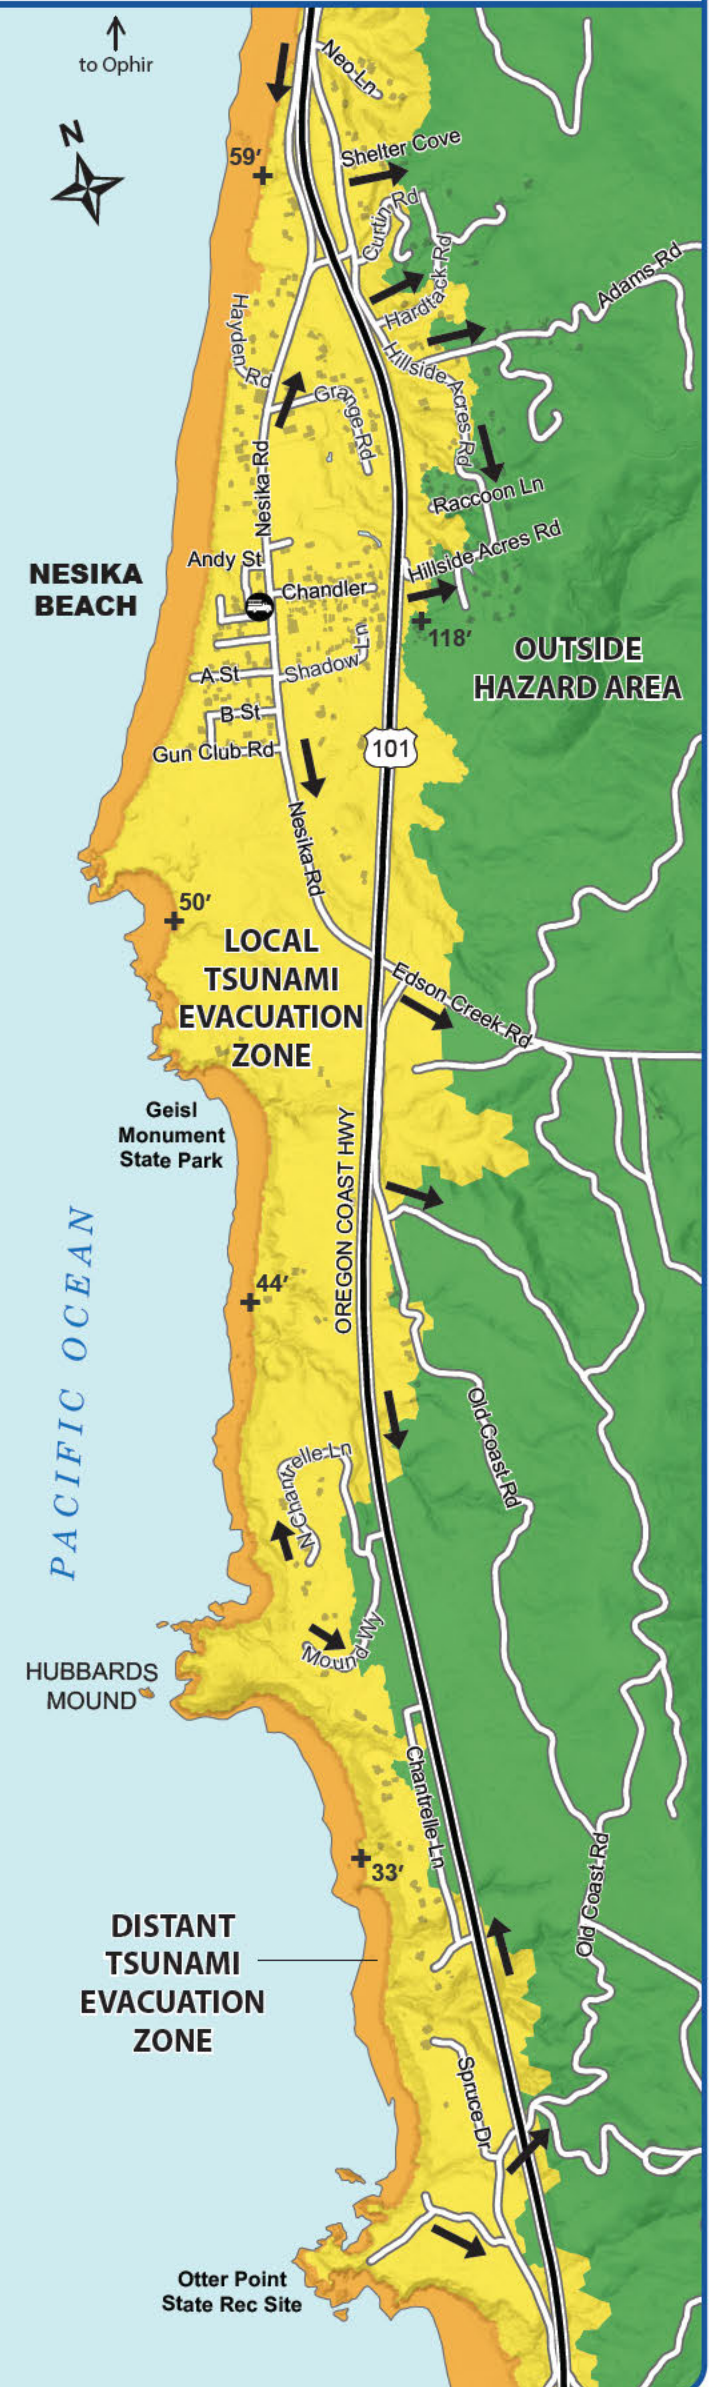 to Ophir
N
Neo Ln
59'
Shelter Cove
Curtin Rd
Hardtack Rd
Adams Rd
Hayden Rd
Hillside Acres Rd
Grange Rd
Nesika Rd
Raccoon Ln
Andy St
Hillside Acres Rd
NESIKA
BEACH
Chandler
118'
OUTSIDE
HAZARD AREA
Shadow Ln
A St
B St
Gun Club Rd
101
Nesika Rd
50'
LOCAL
TSUNAMI
EVACUATION
ZONE
Edson Creek Rd
Geisl
Monument
State Park
OREGON COAST HWY
PACIFIC OCEAN
44'
Old Coast Rd
N Chantrelle Ln
Mound Wy
HUBBARDS
MOUND
Chantrelle Ln
33'
Old Coast Rd
DISTANT
TSUNAMI
EVACUATION
ZONE
Spruce Dr
Otter Point
State Rec Site